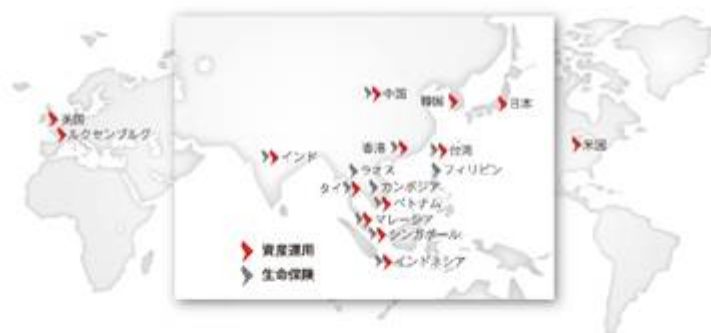 中国
韓国
日本
英国
ルクセンブルグ
香港
台湾
米国
インド
ラオス
フィリピン
タイ
カンボジア
ベトナム
マレーシア
シンガポール
資産運用
インドネシア
生命保険